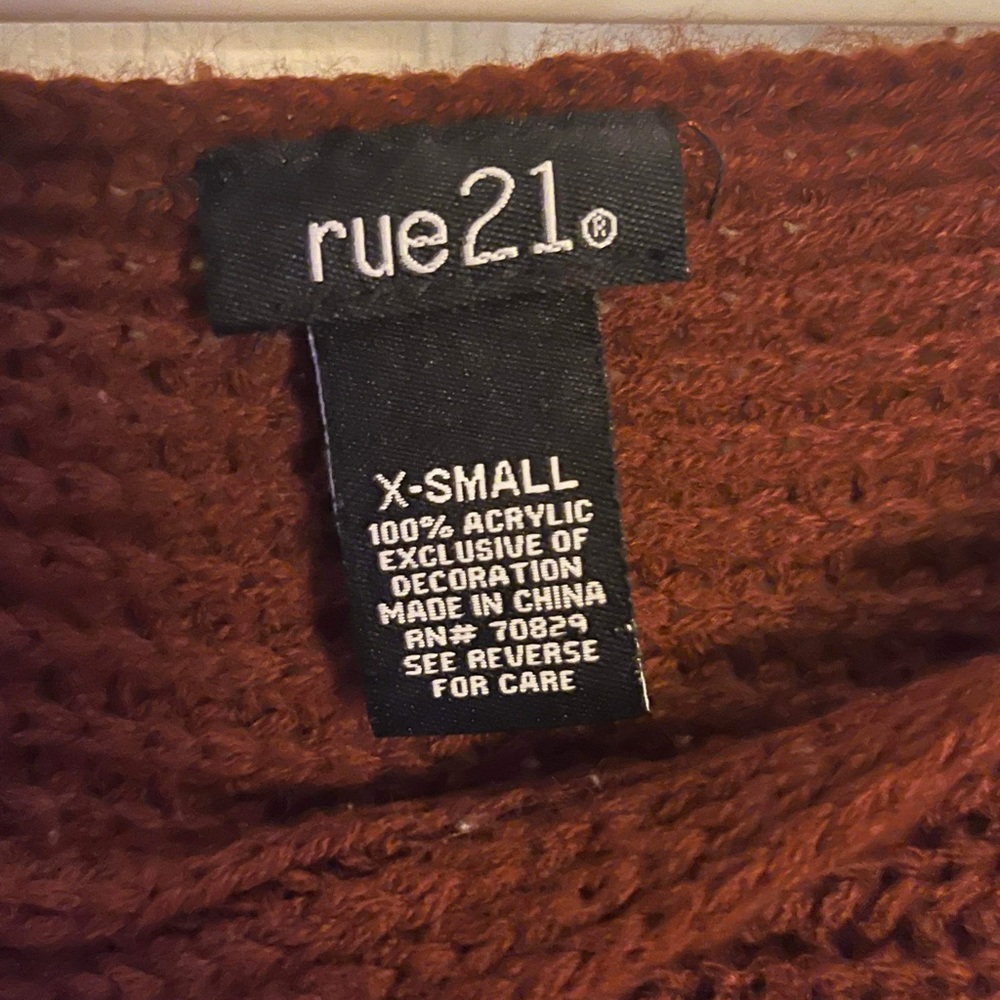 rue21®
X-SMALL
100% ACRYLIC
EXCLUSIVE OF
DECORATION
MADE IN CHINA
RN# 70829
SEE REVERSE
FOR CARE